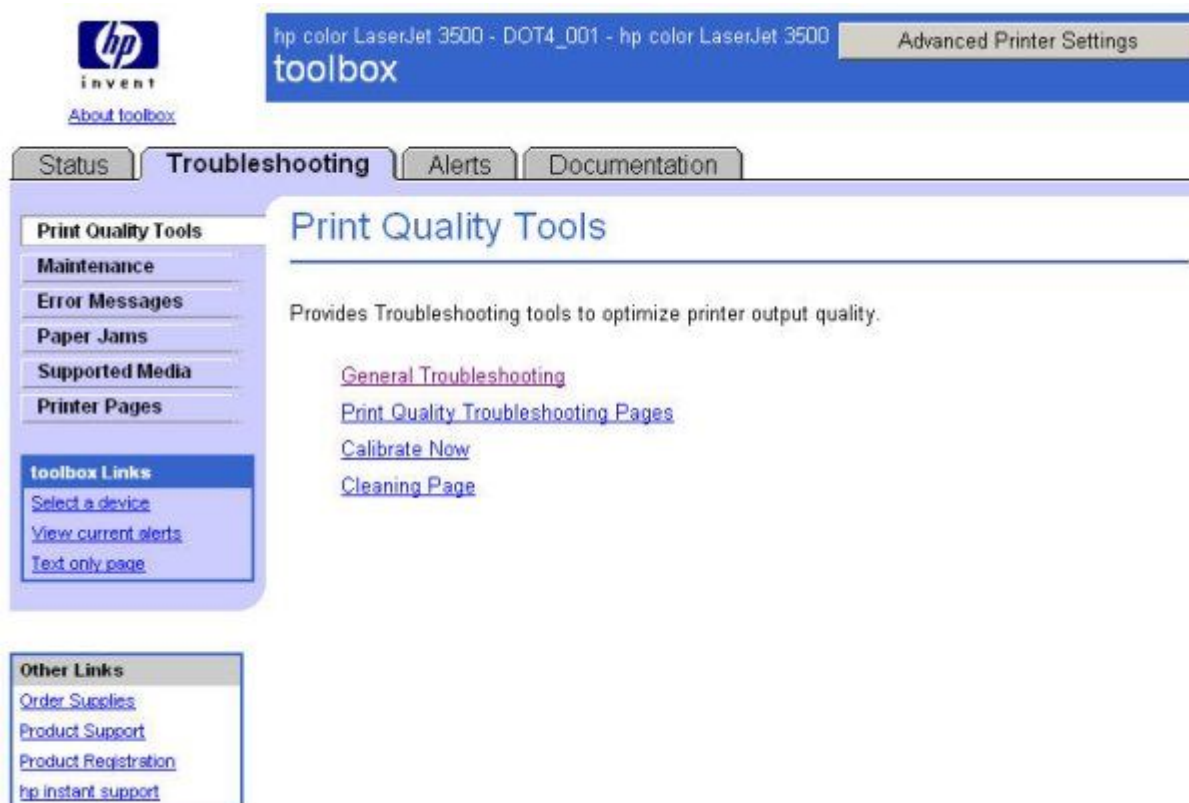 hp
invent
About toolbox
hp color LaserJet 3500 - DOT4_001 - hp color LaserJet 3500
toolbox
Advanced Printer Settings
Status
Troubleshooting
Alerts
Documentation
Print Quality Tools
Maintenance
Error Messages
Paper Jams
Supported Media
Printer Pages
toolbox Links
Select a device
View current alerts
Text only page
Other Links
Order Supplies
Product Support
Product Registration
hp instant support
Print Quality Tools
Provides Troubleshooting tools to optimize printer output quality.
General Troubleshooting
Print Quality Troubleshooting Pages
Calibrate Now
Cleaning Page